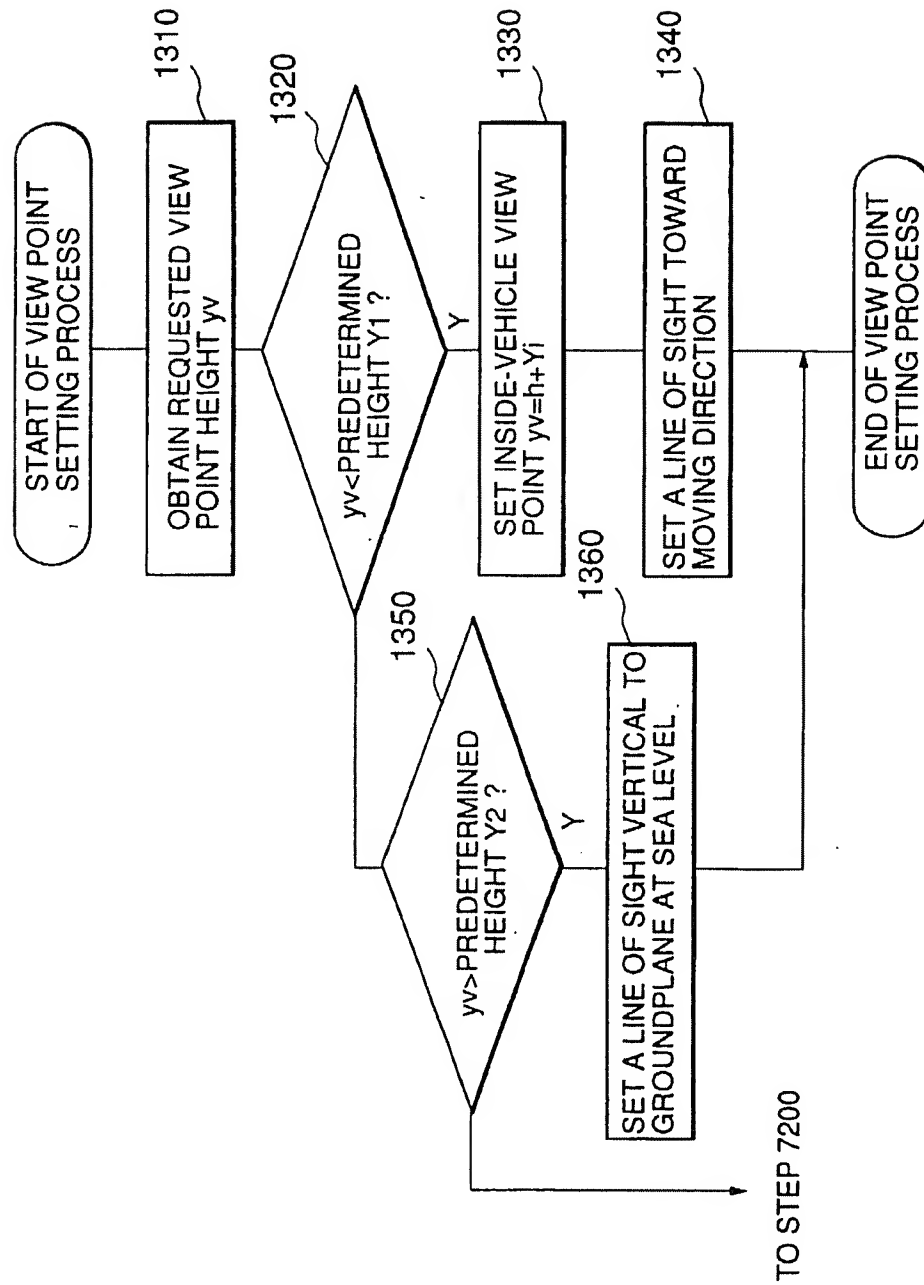 START OF VIEW POINT
SETTING PROCESS
1310
OBTAIN REQUESTED VIEW
POINT HEIGHT yv
1320
yv<PREDETERMINED
HEIGHT Y1 ?
Y
1330
SET INSIDE-VEHICLE VIEW
POINT yv=h+Yi
1340
SET A LINE OF SIGHT TOWARD
MOVING DIRECTION
1350
yv>PREDETERMINED
HEIGHT Y2 ?
Y
1360
SET A LINE OF SIGHT VERTICAL TO
GROUNDPLANE AT SEA LEVEL
TO STEP 7200
END OF VIEW POINT
SETTING PROCESS